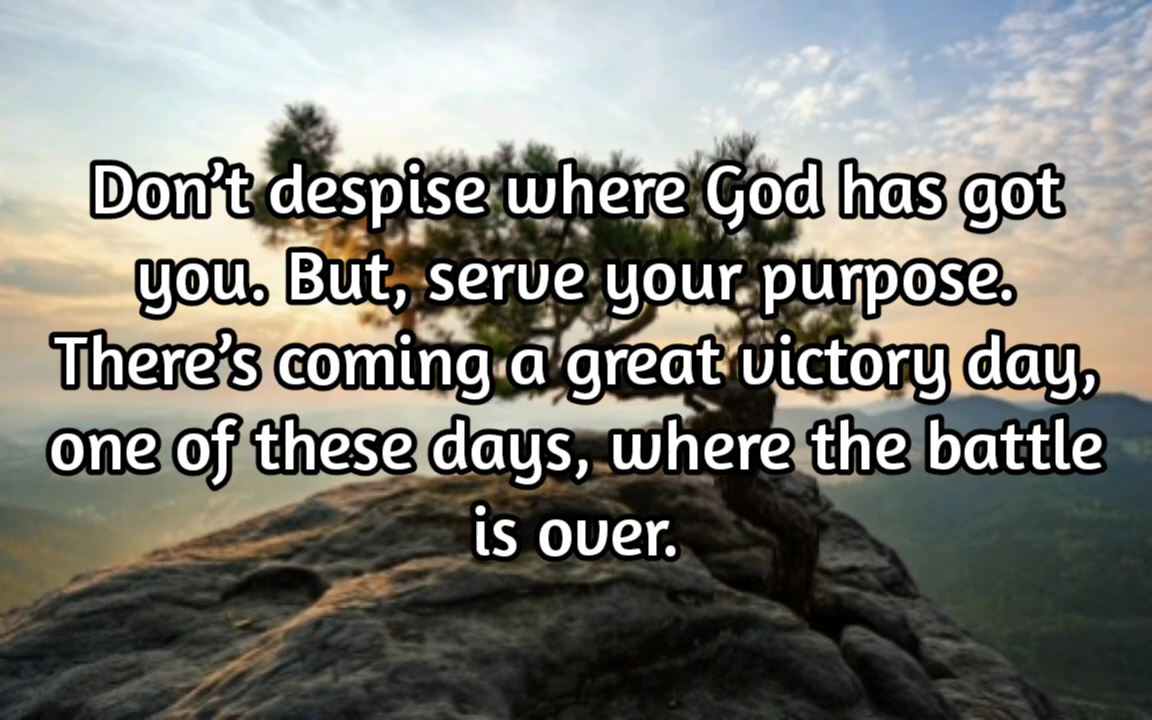 Don’t despise where God has got
you. But, serve your purpose.
There’s coming a great victory day,
one of these days, where the battle
is over.